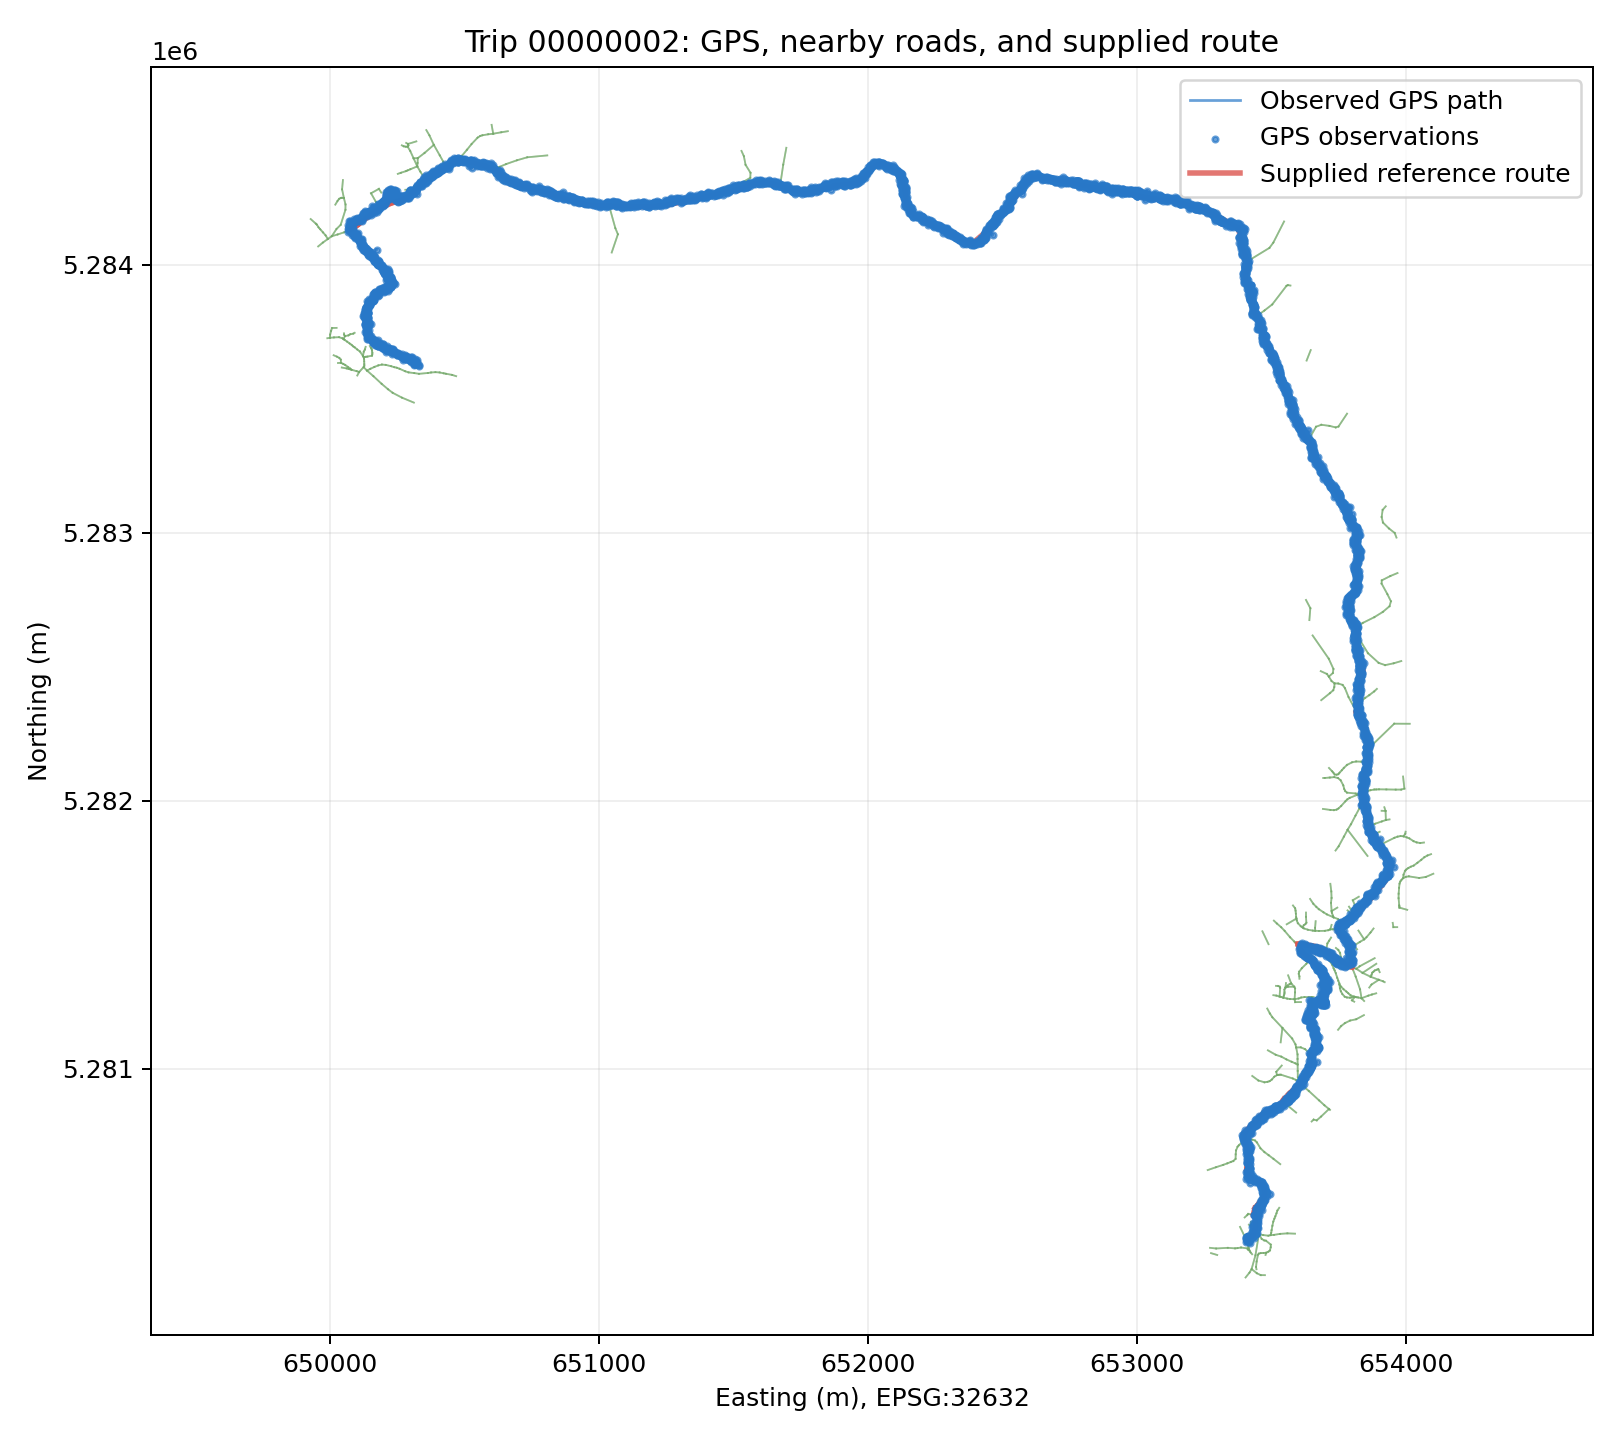 Trip 00000002: GPS, nearby roads, and supplied route
1e6
Observed GPS path
GPS observations
Supplied reference route
5.284
5.283
5.282
5.281
Northing (m)
650000 651000 652000 653000 654000
Easting (m), EPSG:32632